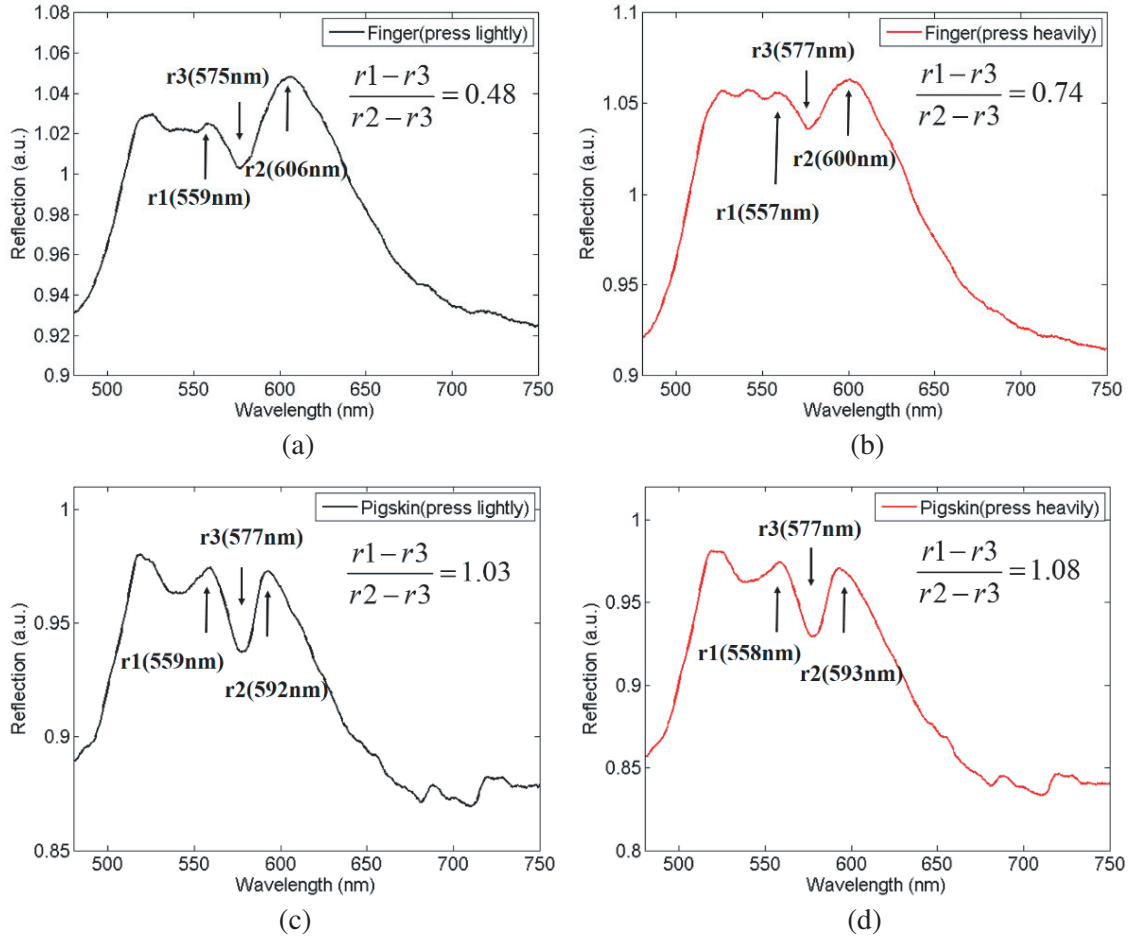 Finger(press lightly)
r3(575nm)
r1−r3
r2−r3
=0.48
r1(559nm)
r2(606nm)
1.08
1.06
1.04
1.02
1
0.98
0.96
0.94
0.92
0.9
Reflection (a.u.)
500 550 600 650 700 750
Wavelength (nm)
(a)
Finger(press heavily)
r3(577nm)
r1−r3
r2−r3
=0.74
r2(600nm)
r1(557nm)
1.1
1.05
1
0.95
0.9
Reflection (a.u.)
500 550 600 650 700 750
Wavelength (nm)
(b)
Pigskin(press lightly)
r3(577nm)
r1−r3
r2−r3
=1.03
r1(559nm)
r2(592nm)
1
0.95
0.9
0.85
Reflection (a.u.)
500 550 600 650 700 750
Wavelength (nm)
(c)
Pigskin(press heavily)
r3(577nm)
r1−r3
r2−r3
=1.08
r1(558nm)
r2(593nm)
1
0.95
0.9
0.85
0.8
Reflection (a.u.)
500 550 600 650 700 750
Wavelength (nm)
(d)